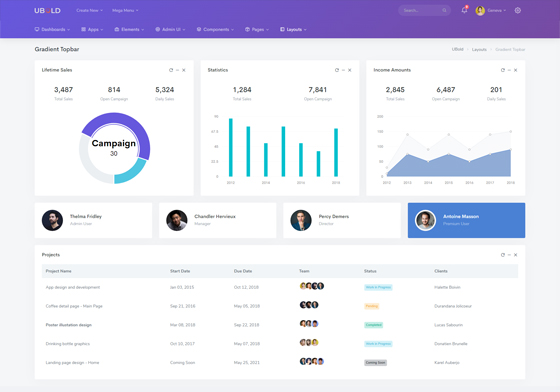 UBOLD Create New Mega Menu Search... Geneva
Dashboards Apps Elements Admin UI Components Pages Layouts
Gradient Topbar UBold Layouts Gradient Topbar
Lifetime Sales Statistics Income Amounts
3,487 814 5,324 1,284 7,841 2,845 6,487 201
Total Sales Open Campaign Daily Sales Total Sales Open Campaign Total Sales Open Campaign Daily Sales
Campaign
30
Thelma Fridley
Admin User
Chandler Hervieux
Manager
Percy Demers
Director
Antoine Masson
Premium User
Projects
Project Name Start Date Due Date Team Status Clients
App design and development Jan 03, 2015 Oct 12, 2018 Work in Progress Halette Boivin
Coffee detail page - Main Page Sep 21, 2016 May 05, 2018 Pending Durandana Jolicoeur
Poster illustation design Mar 08, 2018 Sep 22, 2018 Completed Lucas Sabourin
Drinking bottle graphics Oct 10, 2017 May 07, 2018 Work in Progress Donatien Brunelle
Landing page design - Home Coming Soon May 25, 2021 Coming Soon Karel Auberjo